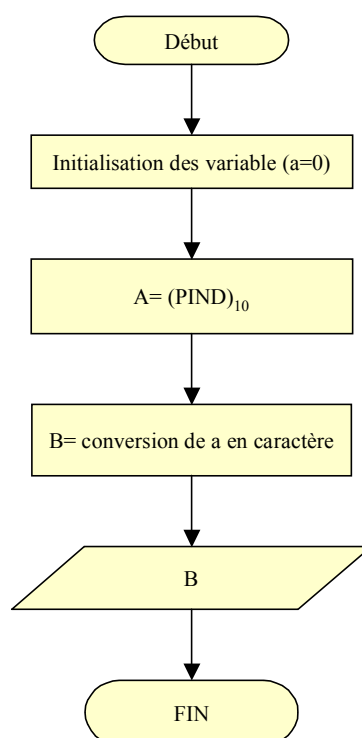 Début
Initialisation des variable (a=0)
A= (PIND)₁₀
B= conversion de a en caractère
B
FIN